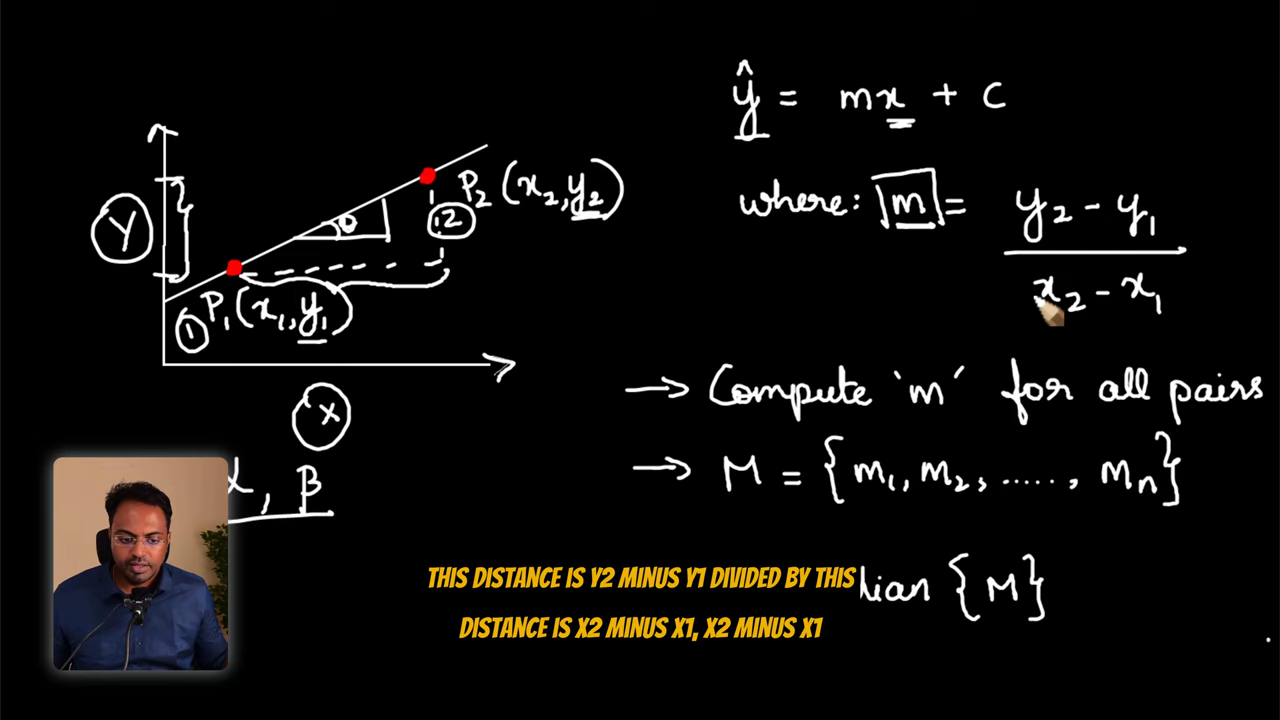 ŷ = mx + c
Y
P₂ (x₂, y₂)
θ
2
where: m = y₂ - y₁
x₂ - x₁
① P₁ (x₁, y₁)
X
→ Compute 'm' for all pairs
→ M = {m₁, m₂, ....., mₙ}
, β
{M}
THIS DISTANCE IS Y2 MINUS Y1 DIVIDED BY THIS
DISTANCE IS X2 MINUS X1, X2 MINUS X1